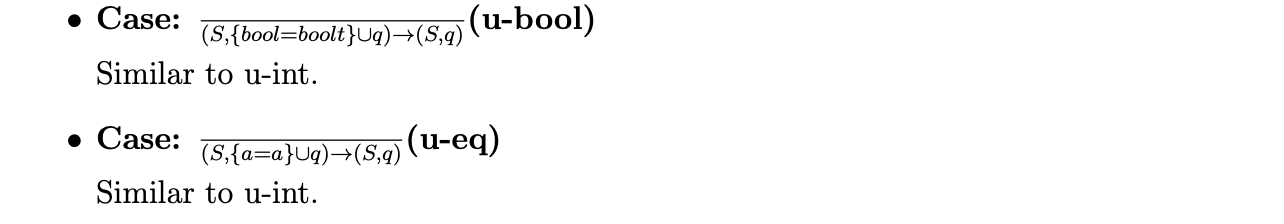 • Case: (S,{bool=boolt}∪q)→(S,q) (u-bool)
Similar to u-int.
• Case: (S,{a=a}∪q)→(S,q) (u-eq)
Similar to u-int.